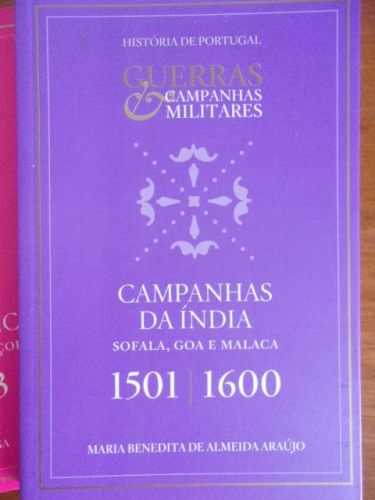 HISTÓRIA DE PORTUGAL
GUERRAS
& CAMPANHAS
MILITARES
CAMPANHAS
DA ÍNDIA
SOFALA, GOA E MALACA
1501 | 1600
MARIA BENEDITA DE ALMEIDA ARAÚJO